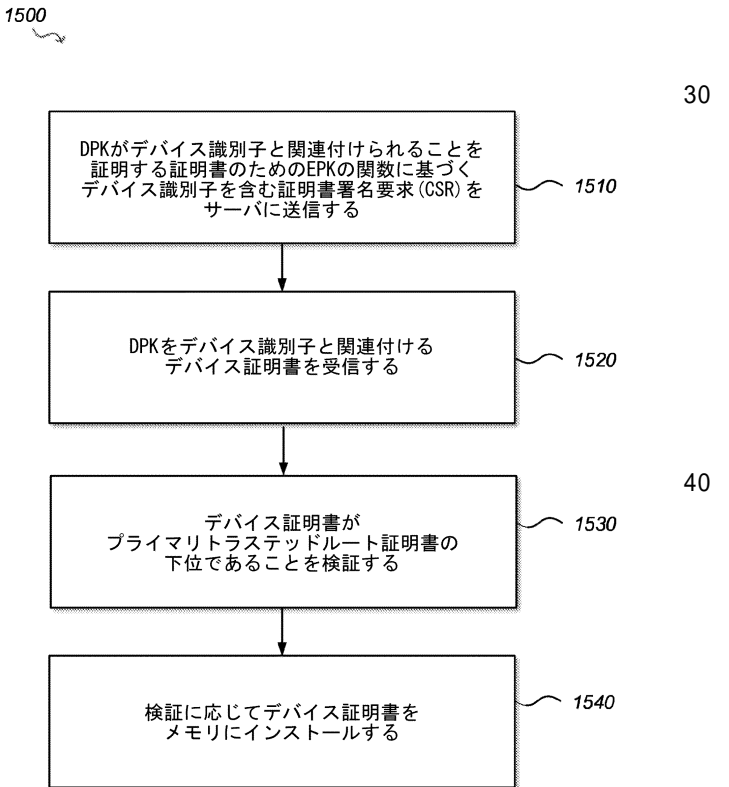 1500
30
DPKがデバイス識別子と関連付けられることを
証明する証明書のためのEPKの関数に基づく
デバイス識別子を含む証明書署名要求(CSR)を
サーバに送信する
1510
DPKをデバイス識別子と関連付ける
デバイス証明書を受信する
1520
40
デバイス証明書が
プライマリトラステッドルート証明書の
下位であることを検証する
1530
検証に応じてデバイス証明書を
メモリにインストールする
1540